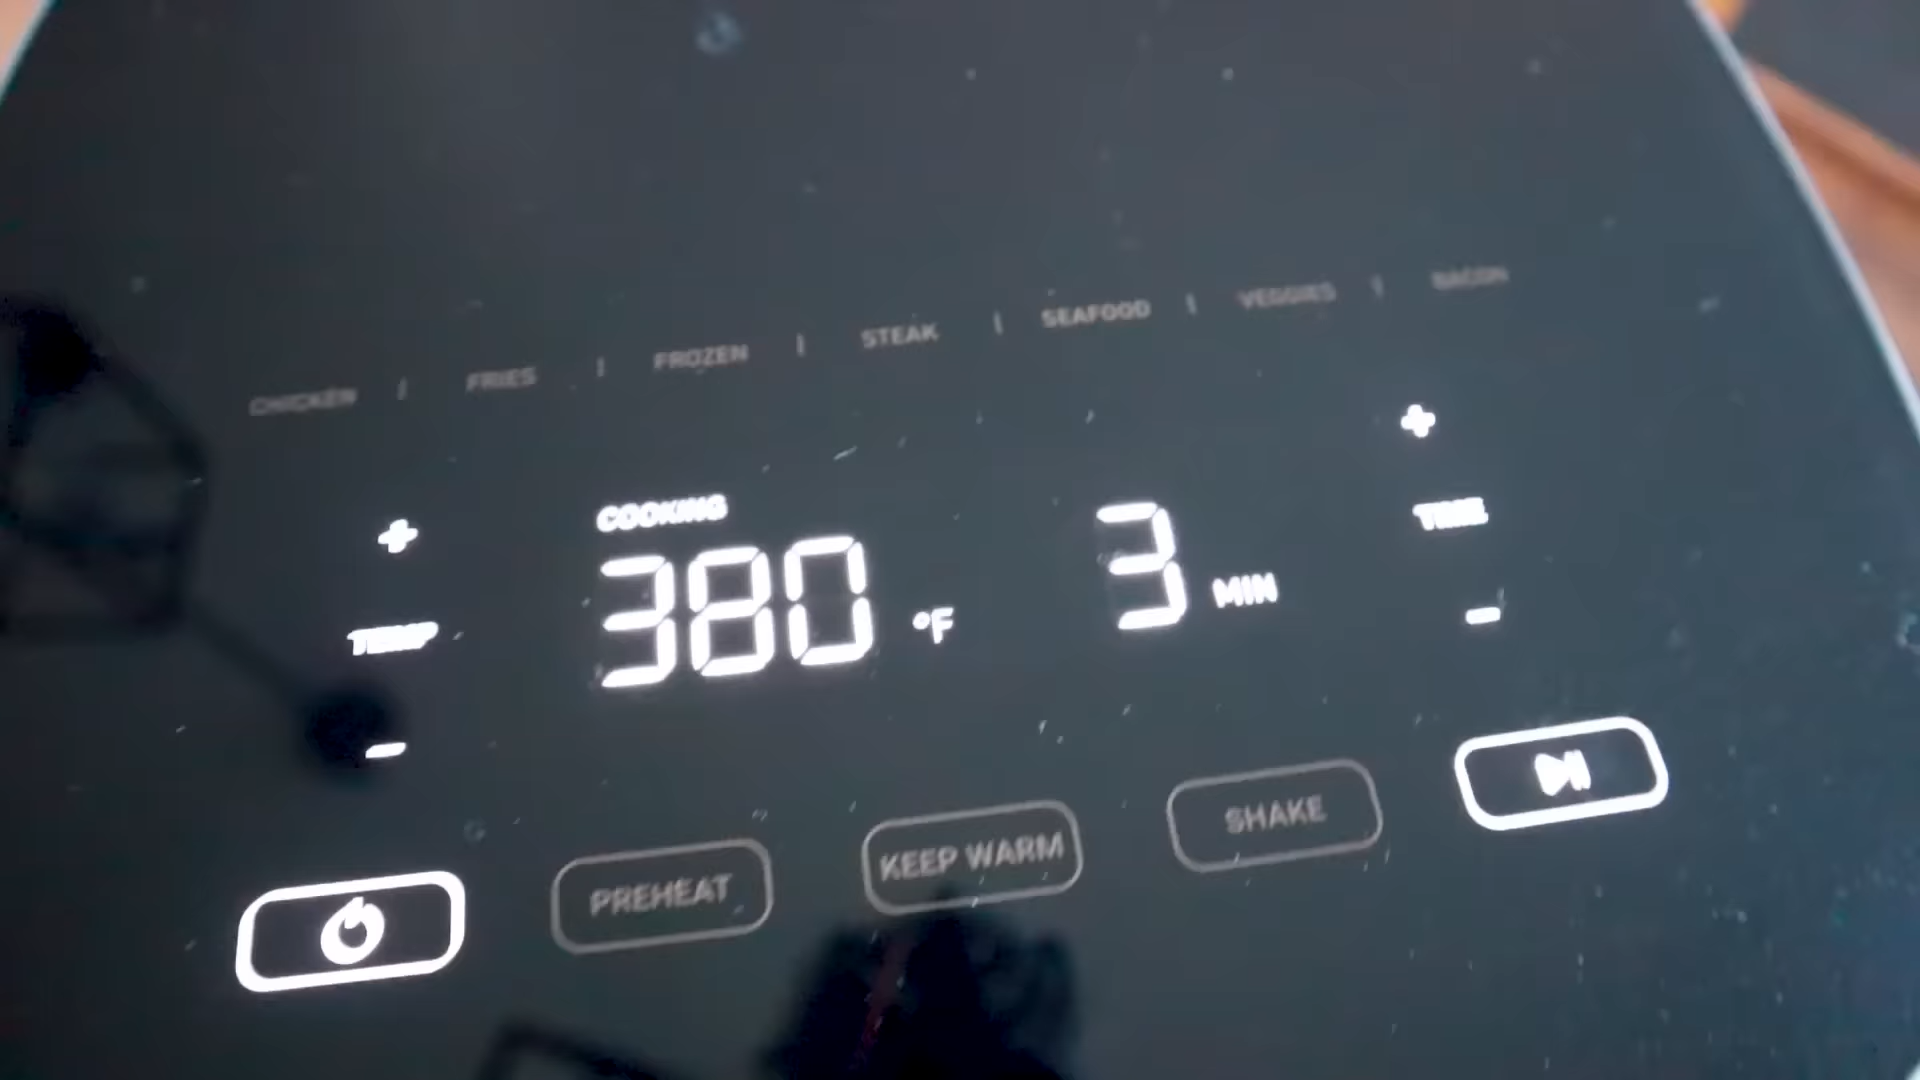 CHICKEN | FRIES | FROZEN | STEAK | SEAFOOD | VEGGIES | BACON
+ COOKING +
380 °F 3 MIN
TEMP TIME
- -
PREHEAT KEEP WARM SHAKE